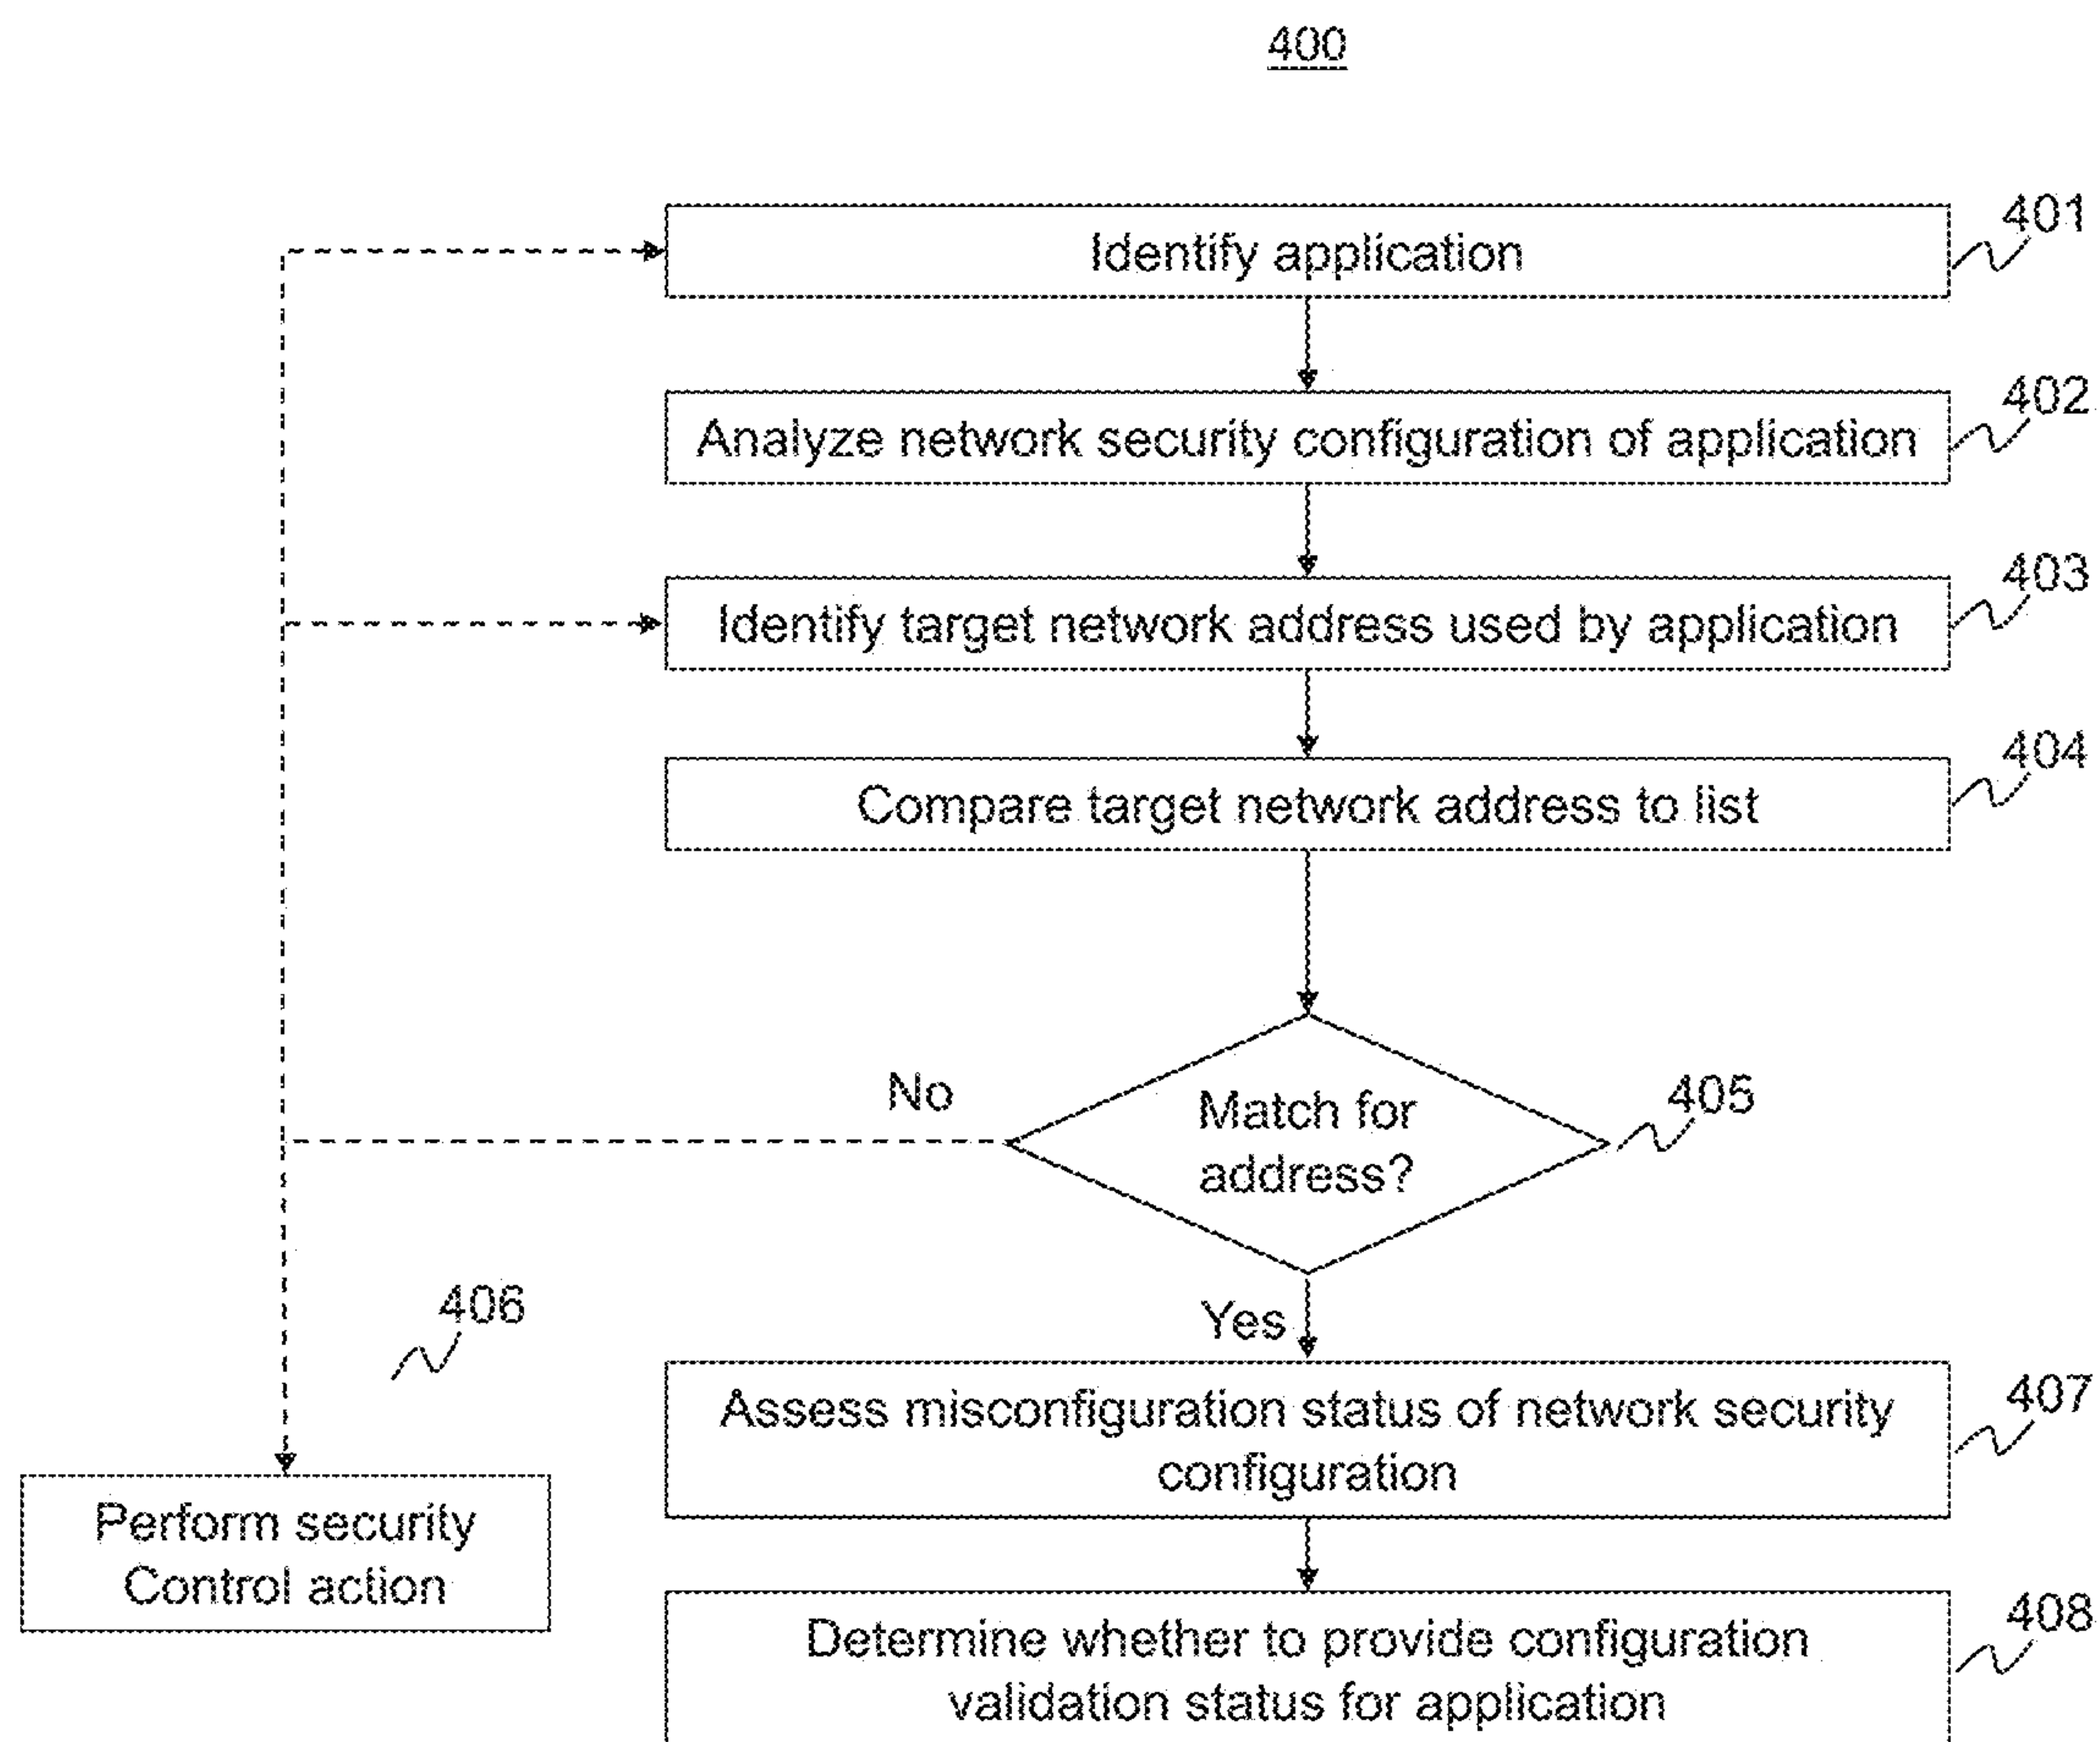 400
401
Identify application
402
Analyze network security configuration of application
403
Identify target network address used by application
404
Compare target network address to list
No
Match for
address?
405
Yes
406
407
Assess misconfiguration status of network security
configuration
Perform security
Control action
408
Determine whether to provide configuration
validation status for application